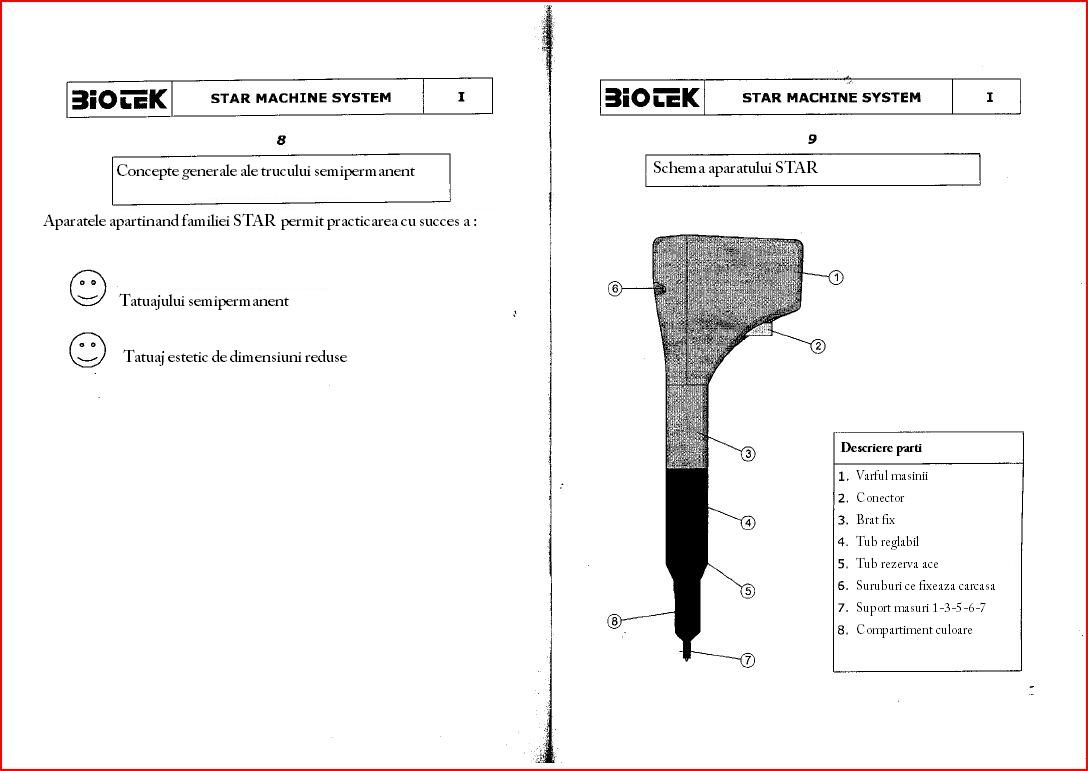 BIOTEK STAR MACHINE SYSTEM I
8
Concepte generale ale trucului semipermanent
Aparatele apartinand familiei STAR permit practicarea cu succes a :
Tatuajului semipermanent
Tatuaj estetic de dimensiuni reduse
BIOTEK STAR MACHINE SYSTEM I
9
Schema aparatului STAR
1
6
2
3
4
5
8
7
Descriere parti
1. Varful masinii
2. Conector
3. Brat fix
4. Tub reglabil
5. Tub rezerva ace
6. Suruburi ce fixeaza carcasa
7. Suport masuri 1-3-5-6-7
8. Compartiment culoare